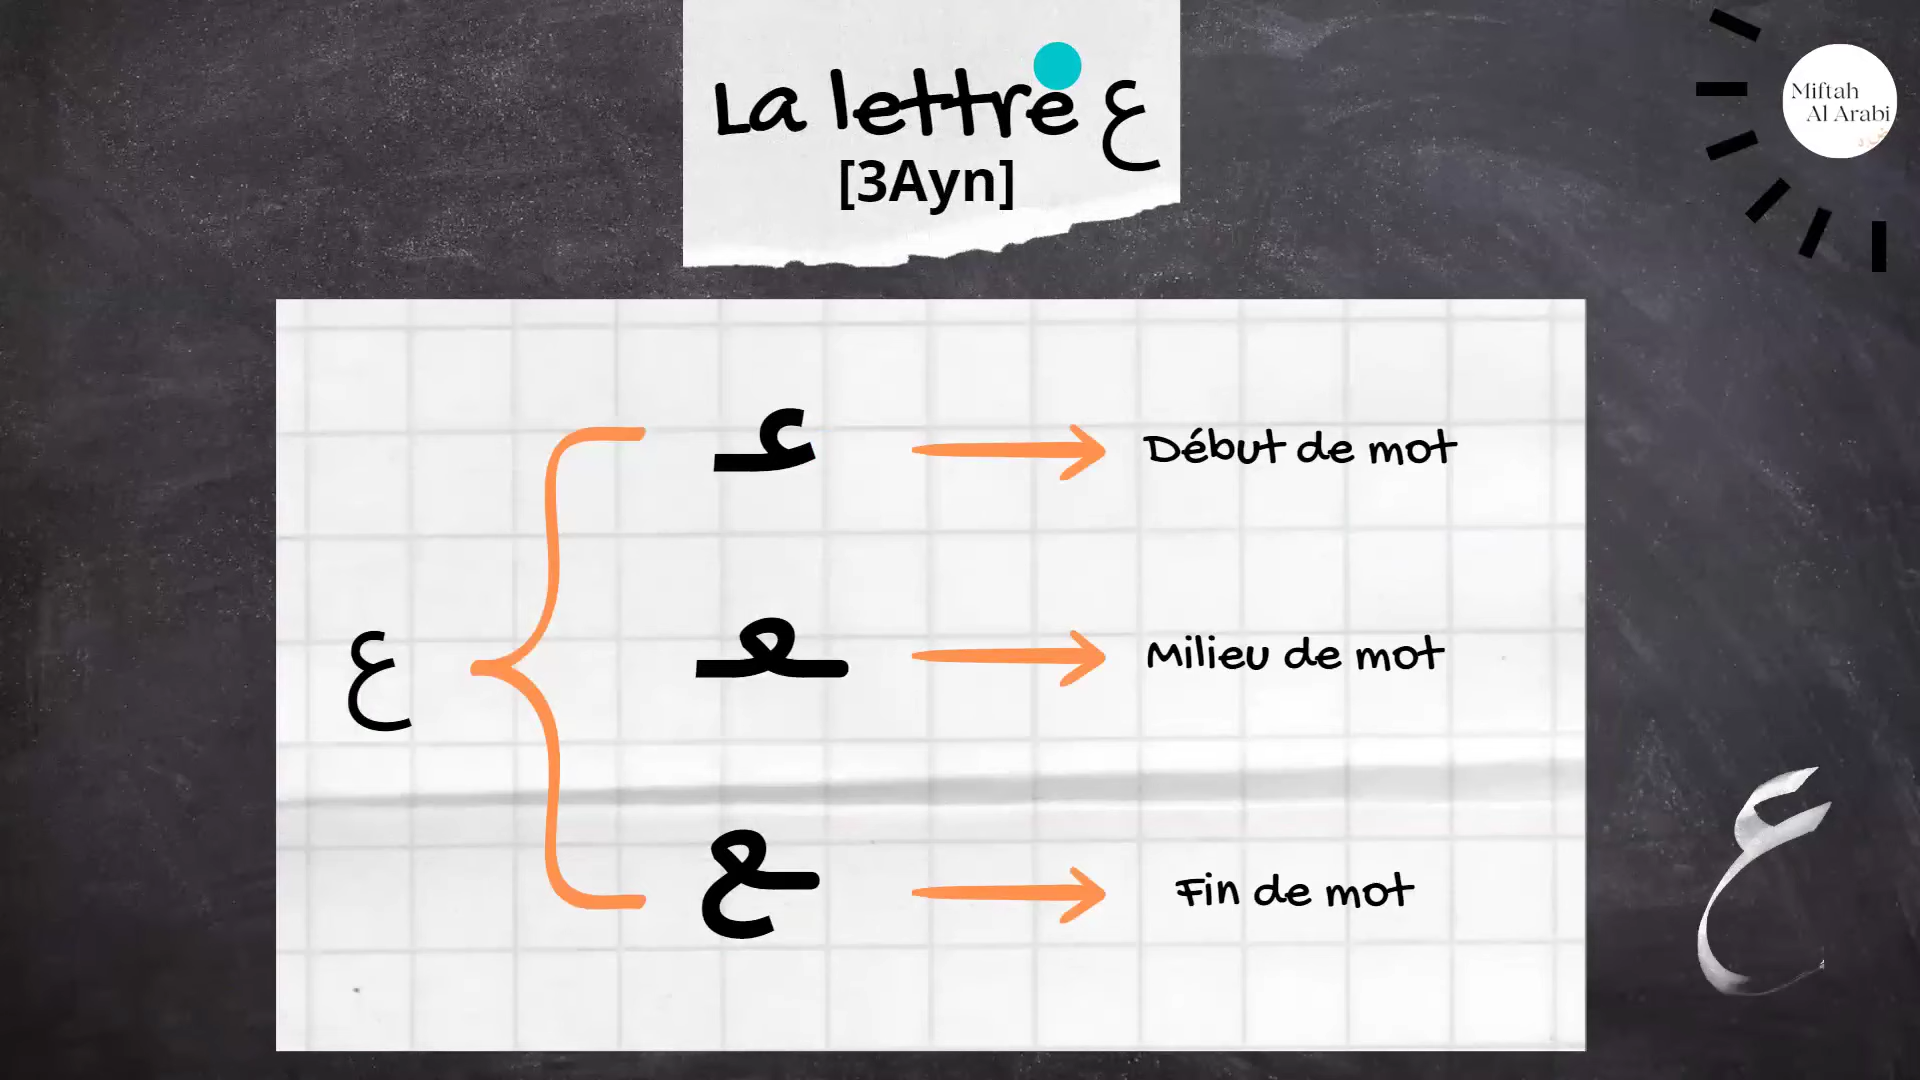 La lettre ع
[3Ayn]
Miftah
Al Arabi
ع
عـ
Début de mot
ـعـ
Milieu de mot
ـع
Fin de mot
ع